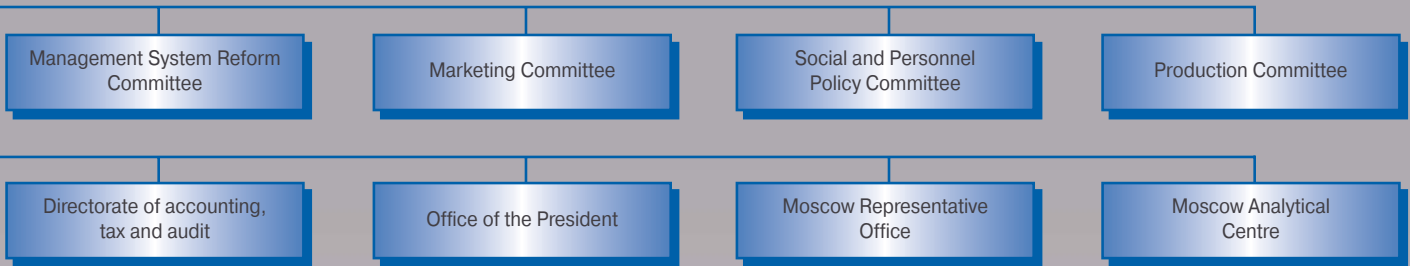 Management System Reform
Committee
Marketing Committee
Social and Personnel
Policy Committee
Production Committee
Directorate of accounting,
tax and audit
Office of the President
Moscow Representative
Office
Moscow Analytical
Centre